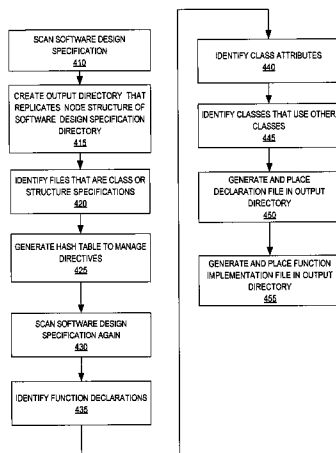 SCAN SOFTWARE DESIGN
SPECIFICATION
410
CREATE OUTPUT DIRECTORY THAT
REPLICATES NODE STRUCTURE OF
SOFTWARE DESIGN SPECIFICATION
DIRECTORY
415
IDENTIFY FILES THAT ARE CLASS OR
STRUCTURE SPECIFICATIONS
420
GENERATE HASH TABLE TO MANAGE
DIRECTIVES
425
SCAN SOFTWARE DESIGN
SPECIFICATION AGAIN
430
IDENTIFY FUNCTION DECLARATIONS
435
IDENTIFY CLASS ATTRIBUTES
440
IDENTIFY CLASSES THAT USE OTHER
CLASSES
445
GENERATE AND PLACE
DECLARATION FILE IN OUTPUT
DIRECTORY
450
GENERATE AND PLACE FUNCTION
IMPLEMENTATION FILE IN OUTPUT
DIRECTORY
455